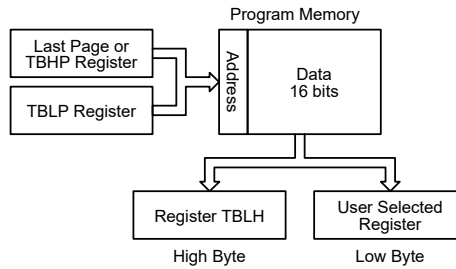 Program Memory
Last Page or
TBHP Register
TBLP Register
Address
Data
16 bits
Register TBLH
User Selected
Register
High Byte
Low Byte